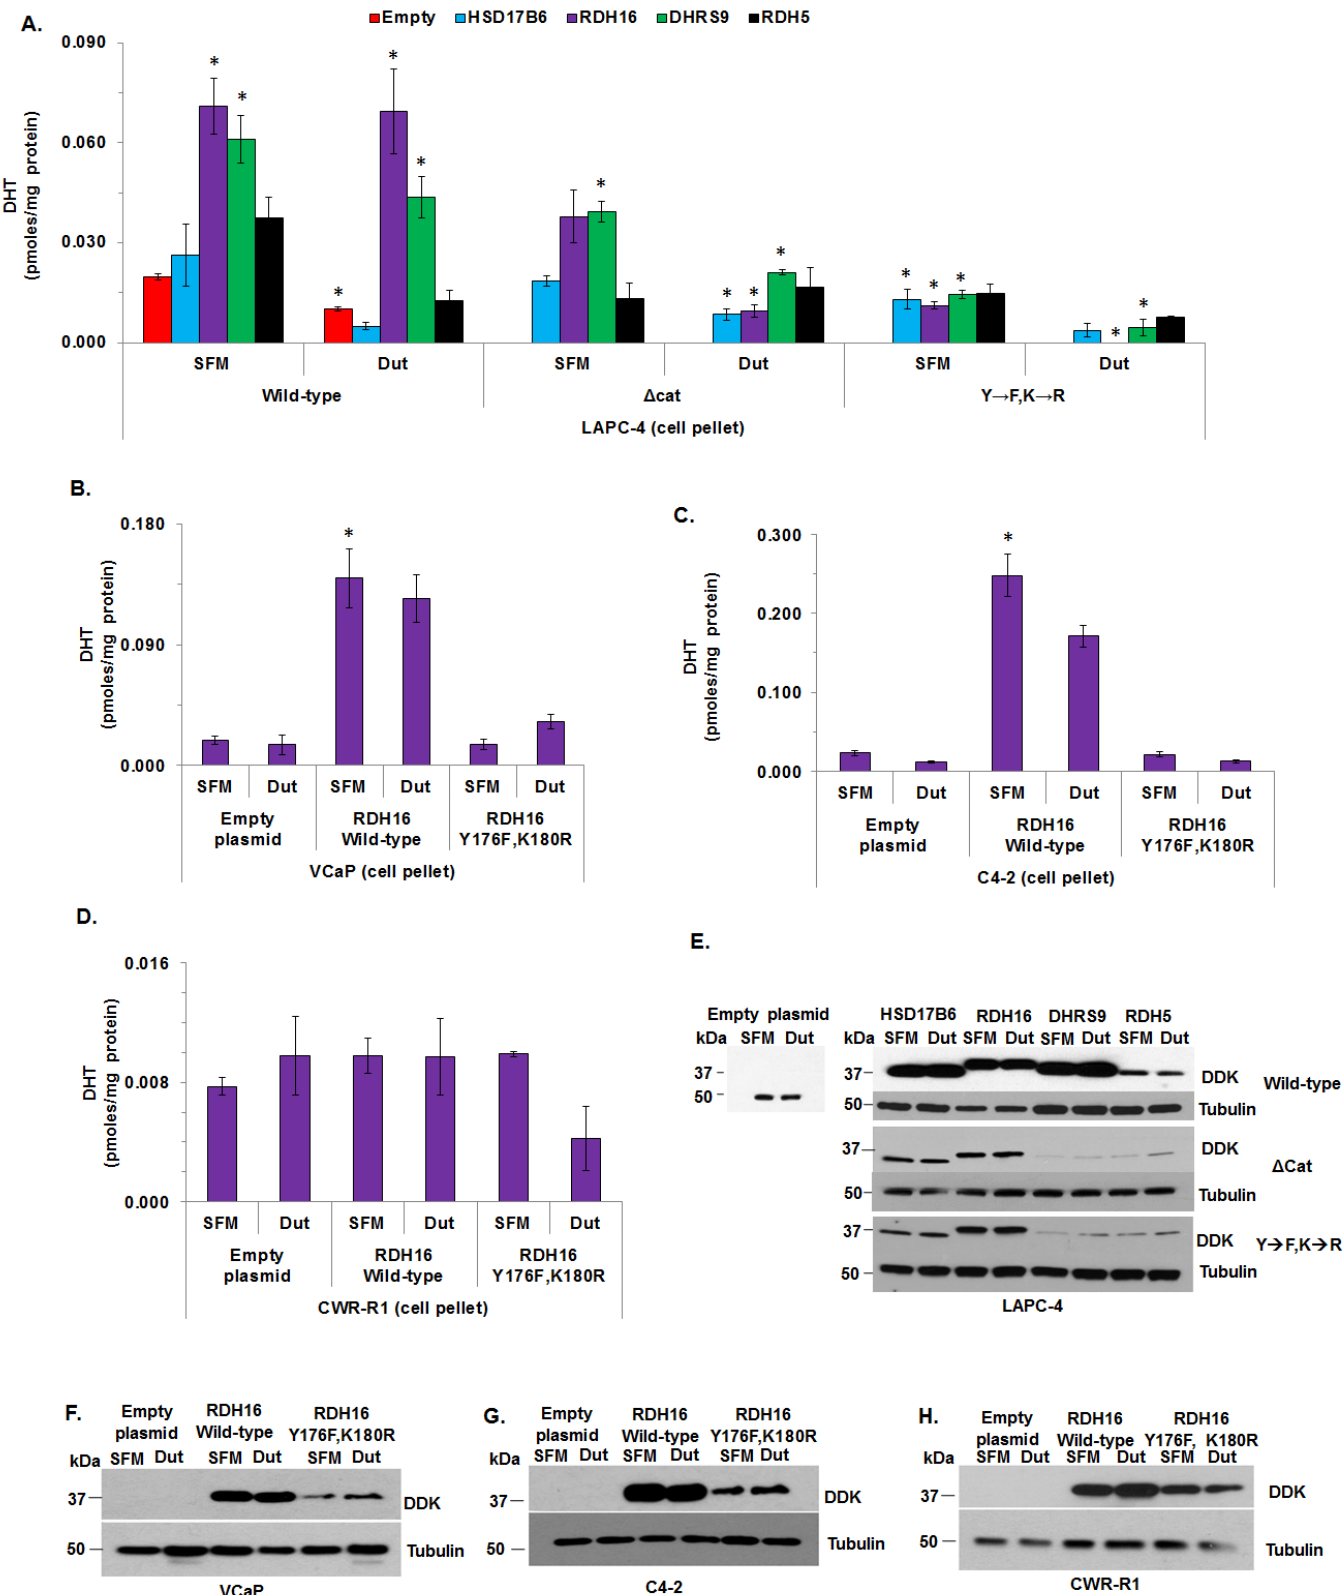 A.
Empty HSD17B6 RDH16 DHRS9 RDH5
DHT
(pmoles/mg protein)
0.090
0.060
0.030
0.000
* * * * * * * * * * * * *
SFM Dut SFM Dut SFM Dut
Wild-type Δcat Y→F,K→R
LAPC-4 (cell pellet)
B.
DHT
(pmoles/mg protein)
0.180
0.090
0.000
*
SFM Dut SFM Dut SFM Dut
Empty plasmid RDH16 Wild-type RDH16 Y176F,K180R
VCaP (cell pellet)
C.
DHT
(pmoles/mg protein)
0.300
0.200
0.100
0.000
*
SFM Dut SFM Dut SFM Dut
Empty plasmid RDH16 Wild-type RDH16 Y176F,K180R
C4-2 (cell pellet)
D.
DHT
(pmoles/mg protein)
0.016
0.008
0.000
SFM Dut SFM Dut SFM Dut
Empty plasmid RDH16 Wild-type RDH16 Y176F,K180R
CWR-R1 (cell pellet)
E.
Empty plasmid
kDa SFM Dut
37
50
HSD17B6 RDH16 DHRS9 RDH5
kDa SFM Dut SFM Dut SFM Dut SFM Dut
37 DDK Wild-type
50 Tubulin
37 DDK ΔCat
50 Tubulin
37 DDK Y→F,K→R
50 Tubulin
LAPC-4
F.
Empty plasmid RDH16 Wild-type RDH16 Y176F,K180R
kDa SFM Dut SFM Dut SFM Dut
37 DDK
50 Tubulin
VCaP
G.
Empty plasmid RDH16 Wild-type RDH16 Y176F,K180R
kDa SFM Dut SFM Dut SFM Dut
37 DDK
50 Tubulin
C4-2
H.
Empty plasmid RDH16 Wild-type RDH16 Y176F, K180R
kDa SFM Dut SFM Dut SFM Dut
37 DDK
50 Tubulin
CWR-R1